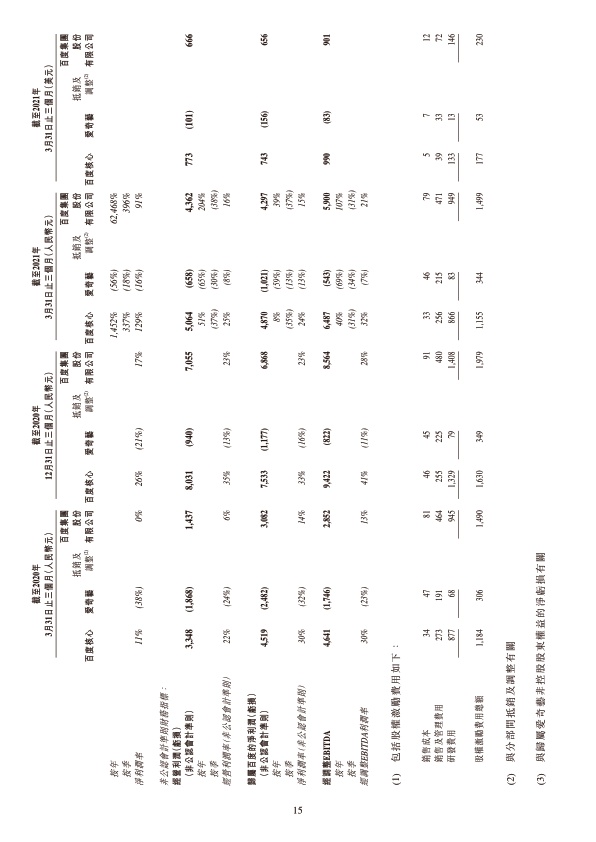 截至2020年
3月31日止三個月(人民幣元)
截至2020年
12月31日止三個月(人民幣元)
截至2021年
3月31日止三個月(人民幣元)
截至2021年
3月31日止三個月(美元)
百度核心 愛奇藝 抵銷及調整(2) 百度集團股份有限公司 百度核心 愛奇藝 抵銷及調整(2) 百度集團股份有限公司 百度核心 愛奇藝 抵銷及調整(2) 百度集團股份有限公司 百度核心 愛奇藝 抵銷及調整(2) 百度集團股份有限公司
按年 1,452% (56%) 62,468%
按季 337% (18%) 396%
淨利潤率 11% (38%) 0% 26% (21%) 17% 129% (16%) 91%
非公認會計準則財務指標：
經營利潤(虧損)
(非公認會計準則) 3,348 (1,868) 1,437 8,031 (940) 7,055 5,064 (658) 4,362 773 (101) 666
按年 51% (65%) 204%
按季 (37%) (30%) (38%)
經營利潤率(非公認會計準則) 22% (24%) 6% 35% (13%) 23% 25% (8%) 16%
歸屬百度的淨利潤(虧損)
(非公認會計準則) 4,519 (2,482) 3,082 7,533 (1,177) 6,868 4,870 (1,021) 4,297 743 (156) 656
按年 8% (59%) 39%
按季 (35%) (13%) (37%)
淨利潤率(非公認會計準則) 30% (32%) 14% 33% (16%) 23% 24% (13%) 15%
經調整EBITDA 4,641 (1,746) 2,852 9,422 (822) 8,564 6,487 (543) 5,900 990 (83) 901
按年 40% (69%) 107%
按季 (31%) (34%) (31%)
經調整EBITDA利潤率 30% (23%) 13% 41% (11%) 28% 32% (7%) 21%
(1) 包括股權激勵費用如下：
銷售成本 34 47 81 46 45 91 33 46 79 5 7 12
銷售及管理費用 273 191 464 255 225 480 256 215 471 39 33 72
研發費用 877 68 945 1,329 79 1,408 866 83 949 133 13 146
股權激勵費用總額 1,184 306 1,490 1,630 349 1,979 1,155 344 1,499 177 53 230
(2) 與分部間抵銷及調整有關
(3) 與歸屬愛奇藝非控股股東權益的淨虧損有關
15